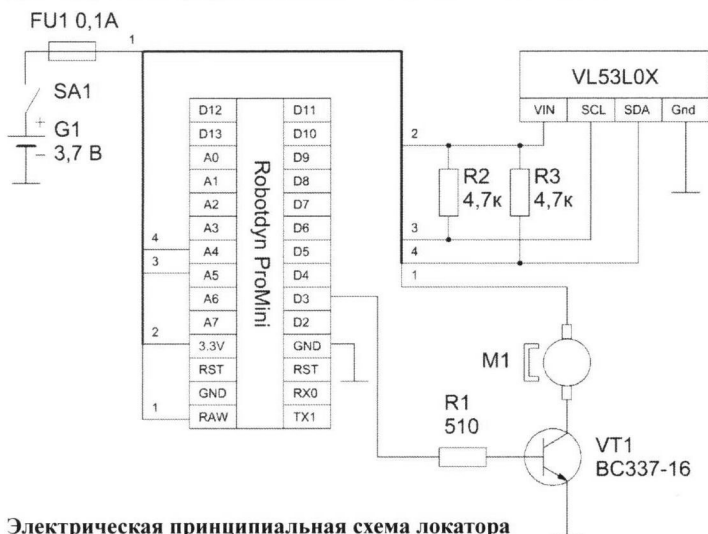 FU1 0,1А
1
SA1
+
G1
−
3,7 В
D12
D13
A0
A1
A2
A3
A4
A5
A6
A7
3.3V
RST
GND
RAW
Robotdyn ProMini
D11
D10
D9
D8
D7
D6
D5
D4
D3
D2
GND
RST
RX0
TX1
4
3
2
1
VL53L0X
VIN SCL SDA Gnd
2
R2
4,7к
R3
4,7к
3
4
1
M1
R1
510
VT1
BC337-16
Электрическая принципиальная схема локатора